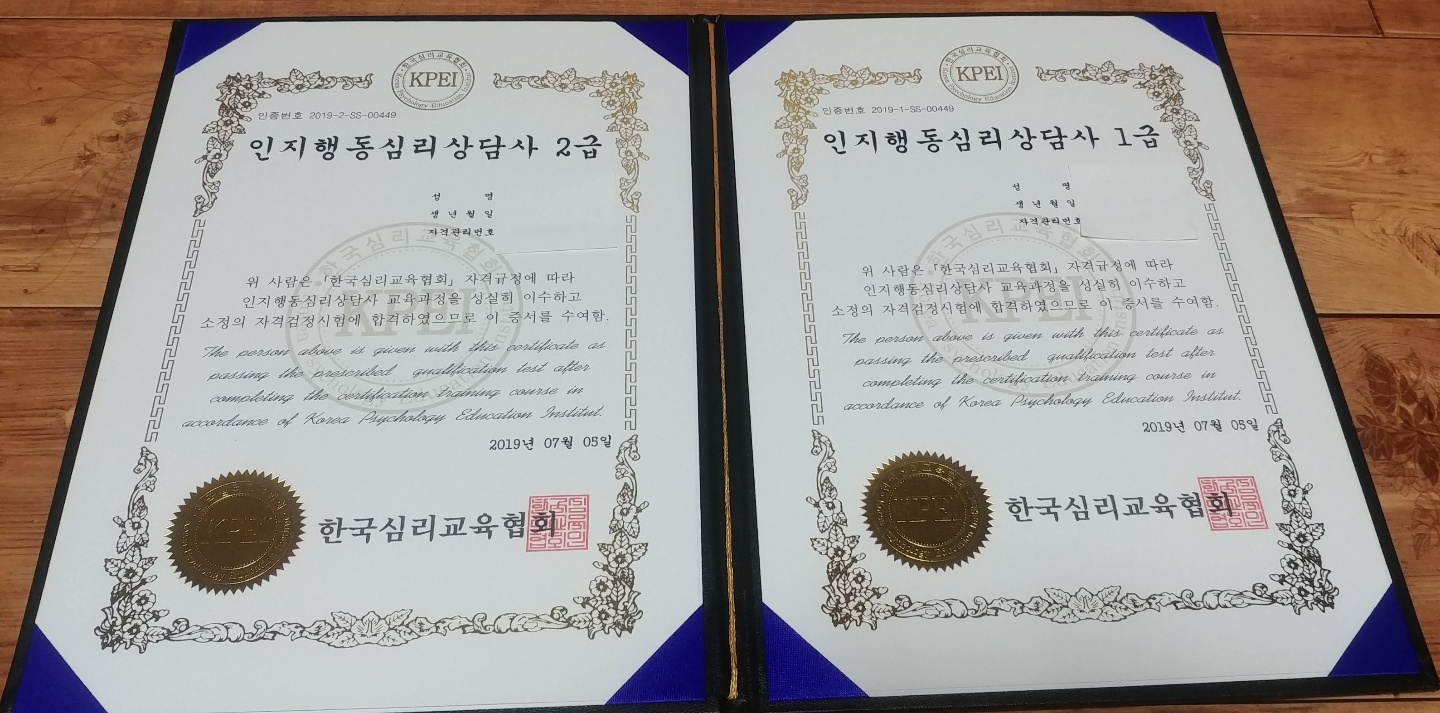 KPEI
인증번호 2019-2-SS-00449
인지행동심리상담사 2급
성 명
생 년 월 일
자격관리번호
위 사람은 「한국심리교육협회」 자격규정에 따라
인지행동심리상담사 교육과정을 성실히 이수하고
소정의 자격검정시험에 합격하였으므로 이 증서를 수여함.
The person above is given with this certificate as
passing the prescribed qualification test after
completing the certification training course in
accordance of Korea Psychology Education Institut.
2019년 07월 05일
KPEI
한국심리교육협회
KPEI
인증번호 2019-1-SS-00449
인지행동심리상담사 1급
성 명
생 년 월 일
자격관리번호
위 사람은 「한국심리교육협회」 자격규정에 따라
인지행동심리상담사 교육과정을 성실히 이수하고
소정의 자격검정시험에 합격하였으므로 이 증서를 수여함.
The person above is given with this certificate as
passing the prescribed qualification test after
completing the certification training course in
accordance of Korea Psychology Education Institut.
2019년 07월 05일
KPEI
한국심리교육협회